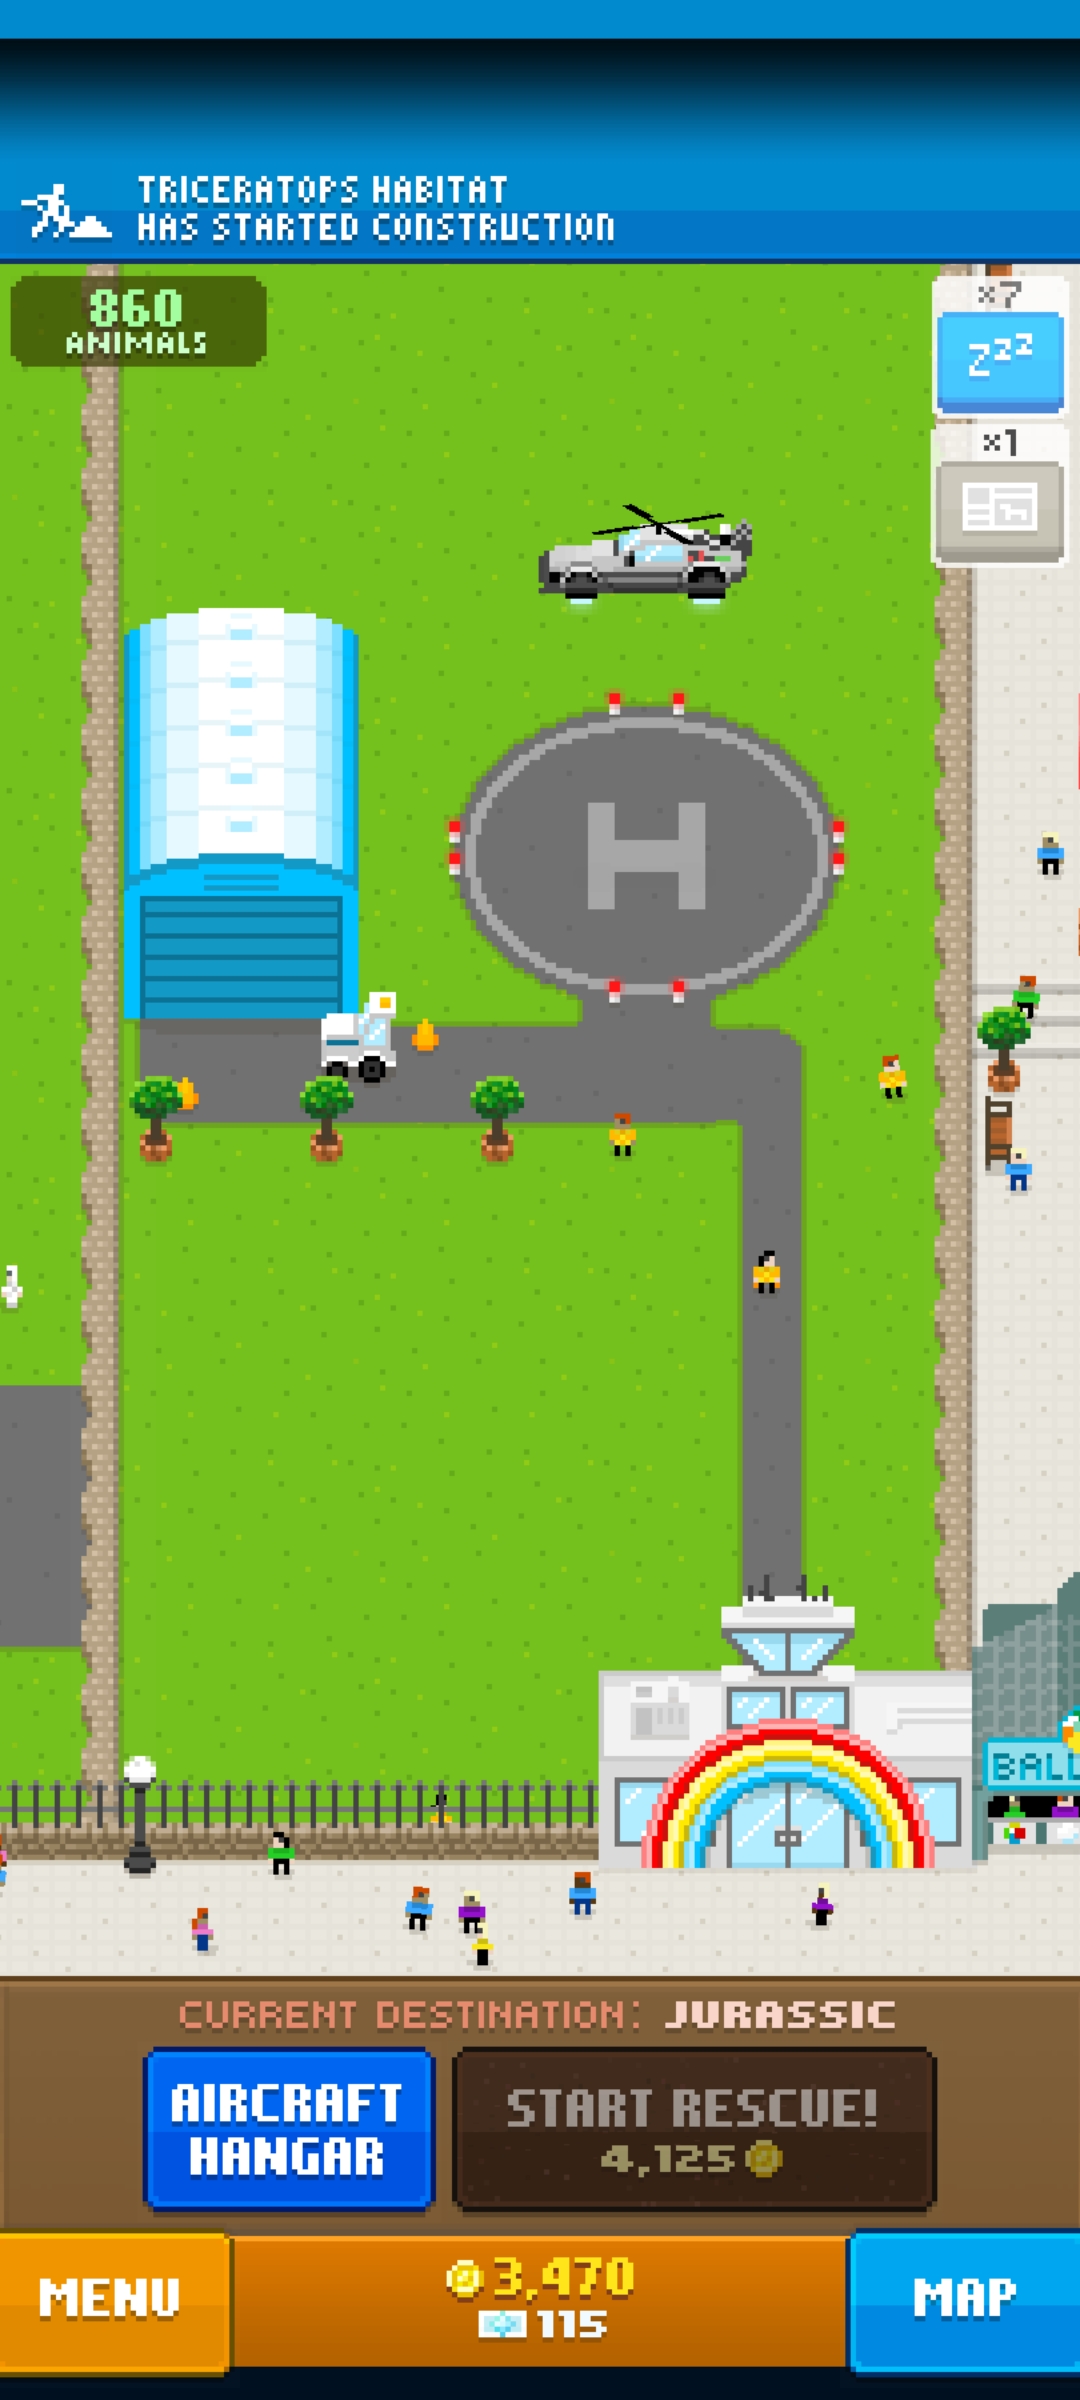 TRICERATOPS HABITAT
HAS STARTED CONSTRUCTION
860
ANIMALS
x7
zzz
x1
H
BALL
CURRENT DESTINATION: JURASSIC
AIRCRAFT
HANGAR
START RESCUE!
4,125
MENU
3,470
115
MAP